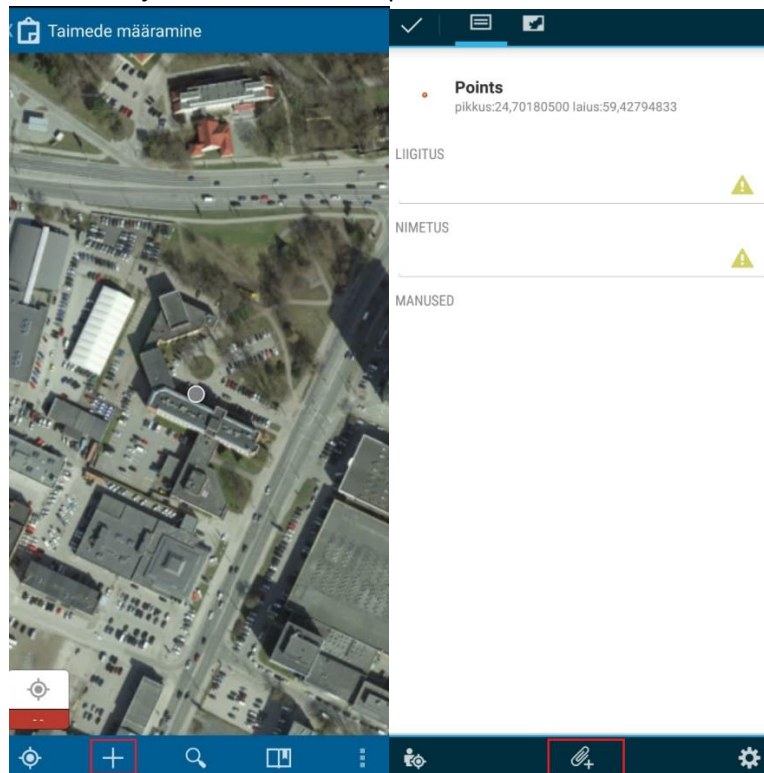 Taimede määramine
- -
Points
pikkus:24,70180500 laius:59,42794833
LIIGITUS
NIMETUS
MANUSED